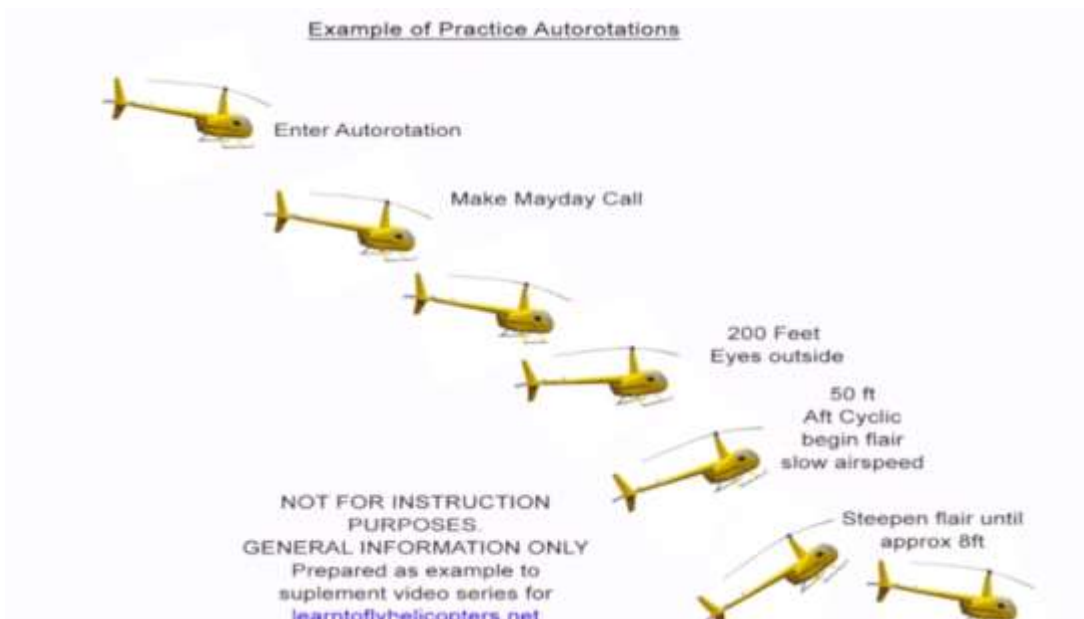 Example of Practice Autorotations
Enter Autorotation
Make Mayday Call
200 Feet
Eyes outside
50 ft
Aft Cyclic
begin flair
slow airspeed
Steepen flair until
approx 8ft
NOT FOR INSTRUCTION
PURPOSES.
GENERAL INFORMATION ONLY
Prepared as example to
suplement video series for
learntoflyhelicopters.net